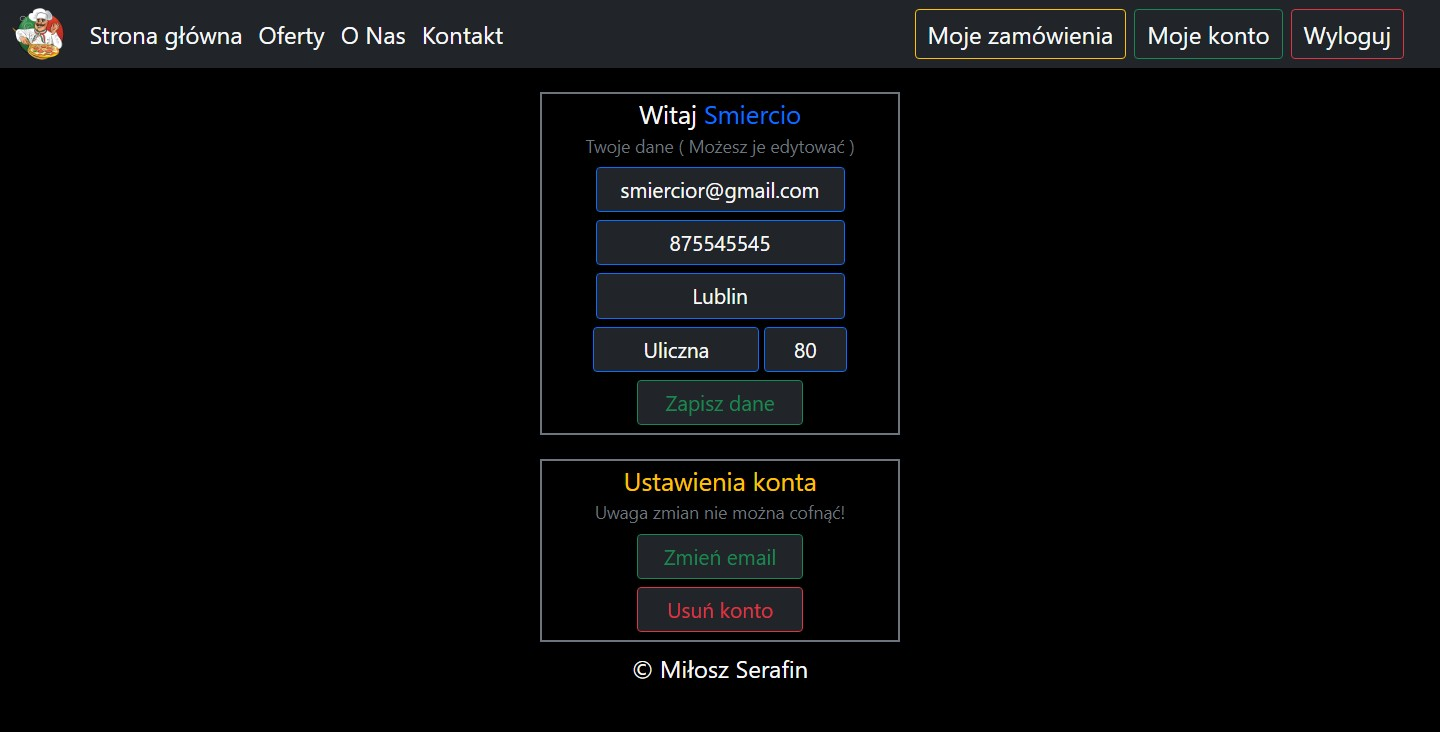 Strona główna Oferty O Nas Kontakt Moje zamówienia Moje konto Wyloguj
Witaj Smiercio
Twoje dane ( Możesz je edytować )
smiercior@gmail.com
875545545
Lublin
Uliczna 80
Zapisz dane
Ustawienia konta
Uwaga zmian nie można cofnąć!
Zmień email
Usuń konto
© Miłosz Serafin